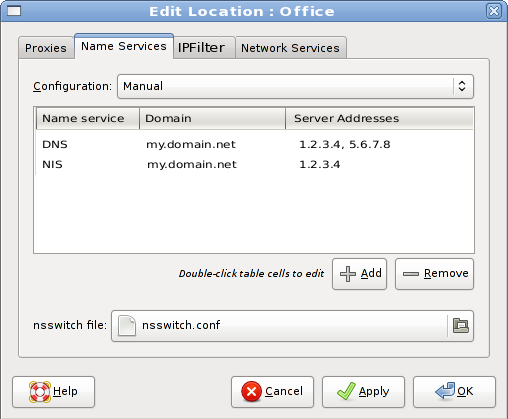 Edit Location : Office
Proxies Name Services IPFilter Network Services
Configuration: Manual
Name service Domain Server Addresses
DNS my.domain.net 1.2.3.4, 5.6.7.8
NIS my.domain.net 1.2.3.4
Double-click table cells to edit Add Remove
nsswitch file: nsswitch.conf
Help Cancel Apply OK